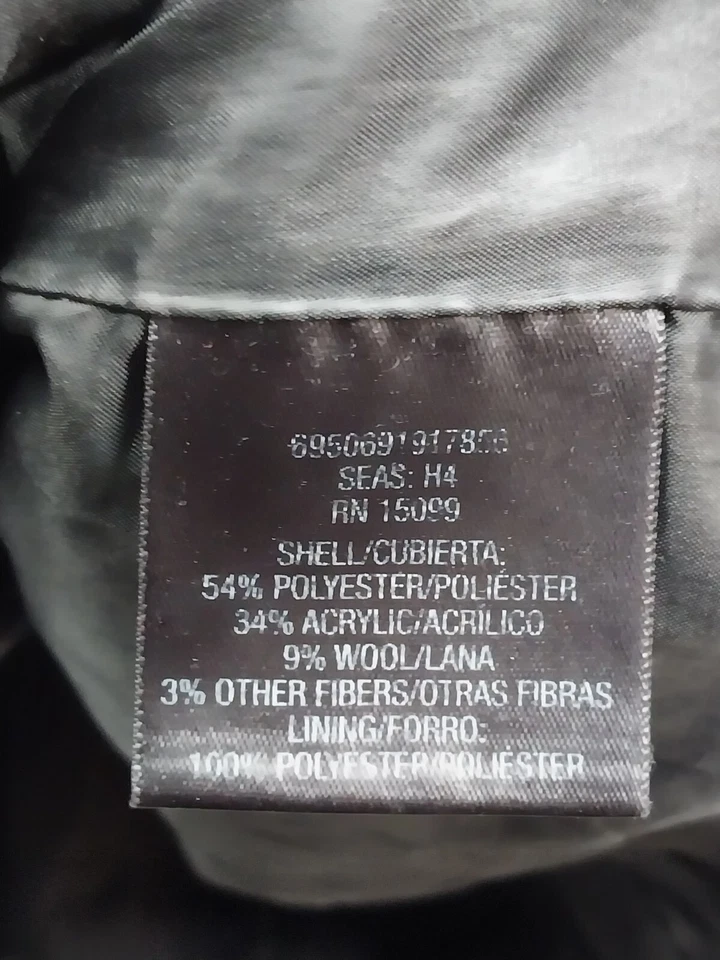 SEAS: H4
RN 15099
SHELL/CUBIERTA:
54% POLYESTER/POLIÉSTER
34% ACRYLIC/ACRÍLICO
9% WOOL/LANA
3% OTHER FIBERS/OTRAS FIBRAS
LINING/FORRO:
100% POLYESTER/POLIÉSTER